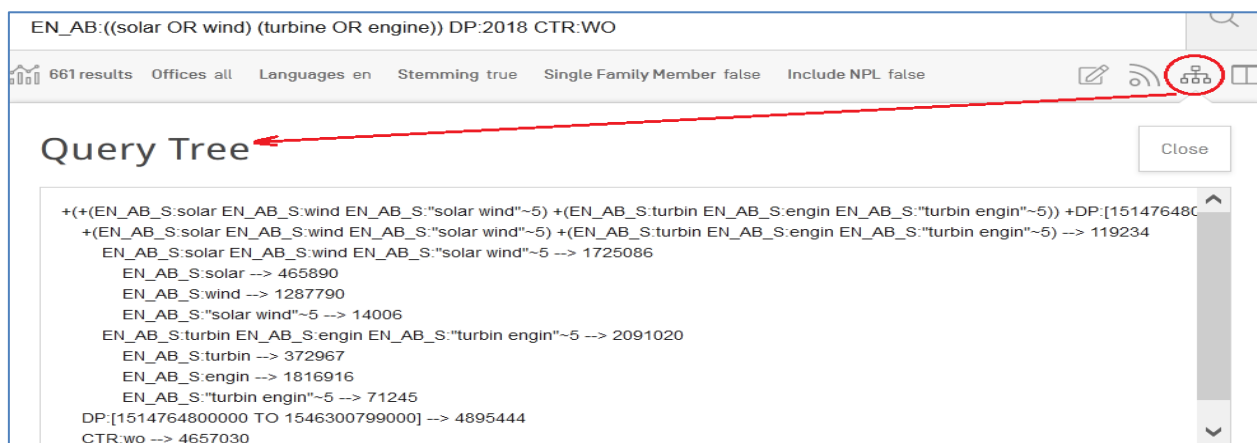 EN_AB:((solar OR wind) (turbine OR engine)) DP:2018 CTR:WO
661 results Offices all Languages en Stemming true Single Family Member false Include NPL false
Query Tree
Close
+(+(EN_AB_S:solar EN_AB_S:wind EN_AB_S:"solar wind"~5) +(EN_AB_S:turbin EN_AB_S:engin EN_AB_S:"turbin engin"~5)) +DP:[151476480
+(EN_AB_S:solar EN_AB_S:wind EN_AB_S:"solar wind"~5) +(EN_AB_S:turbin EN_AB_S:engin EN_AB_S:"turbin engin"~5) --> 119234
EN_AB_S:solar EN_AB_S:wind EN_AB_S:"solar wind"~5 --> 1725086
EN_AB_S:solar --> 465890
EN_AB_S:wind --> 1287790
EN_AB_S:"solar wind"~5 --> 14006
EN_AB_S:turbin EN_AB_S:engin EN_AB_S:"turbin engin"~5 --> 2091020
EN_AB_S:turbin --> 372967
EN_AB_S:engin --> 1816916
EN_AB_S:"turbin engin"~5 --> 71245
DP:[1514764800000 TO 1546300799000] --> 4895444
CTR:wo --> 4657030